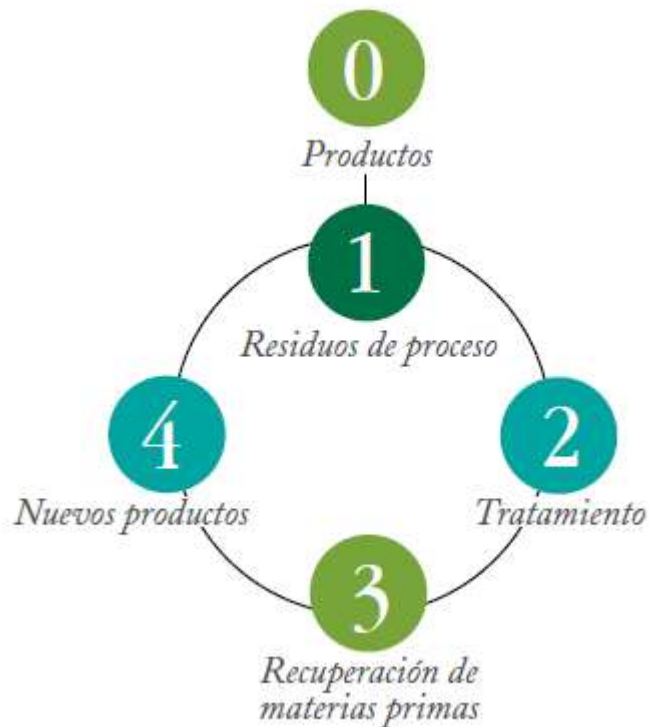 0
Productos
1
Residuos de proceso
4
Nuevos productos
2
Tratamiento
3
Recuperación de
materias primas